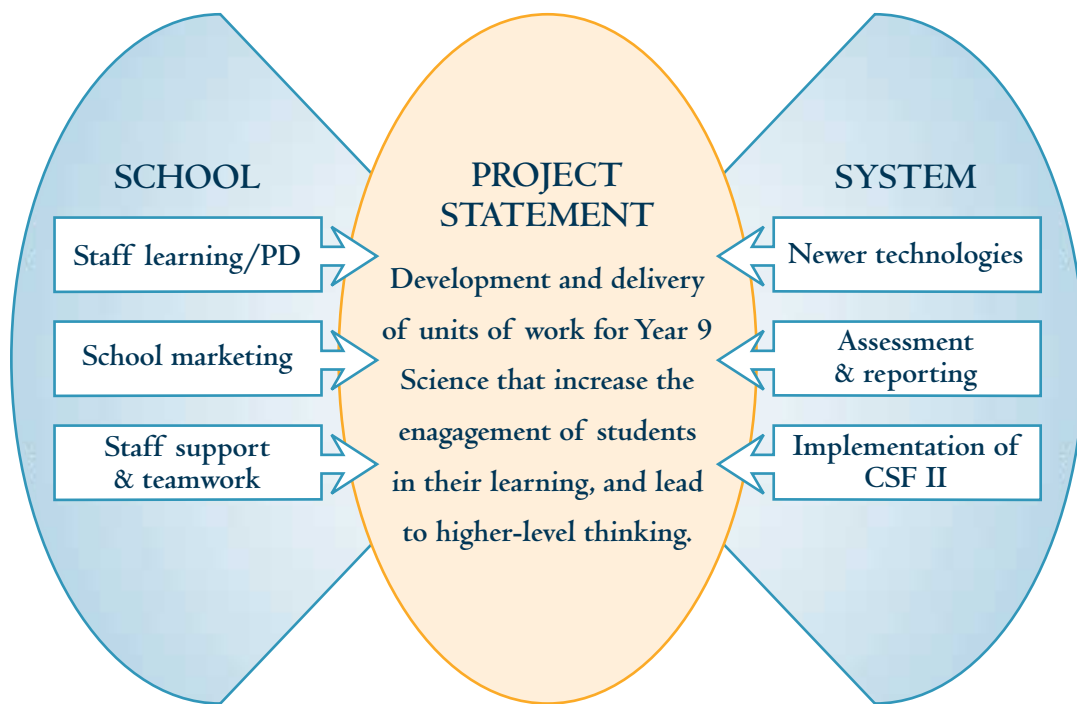 SCHOOL
Staff learning/PD
School marketing
Staff support
& teamwork
PROJECT
STATEMENT
Development and delivery
of units of work for Year 9
Science that increase the
enagagement of students
in their learning, and lead
to higher-level thinking.
SYSTEM
Newer technologies
Assessment
& reporting
Implementation of
CSF II